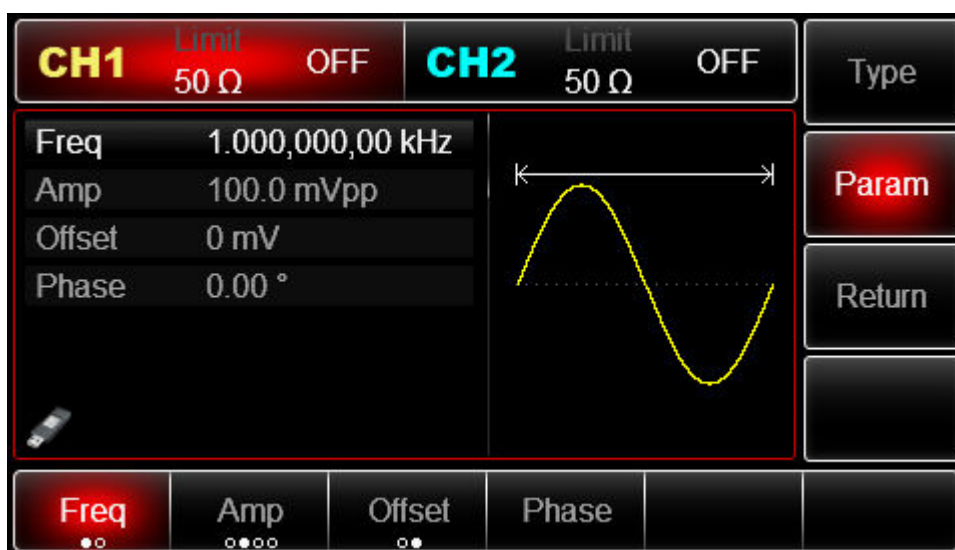 CH1 Limit 50 Ω OFF
CH2 Limit 50 Ω OFF
Type
Freq 1.000,000,00 kHz
Amp 100.0 mVpp
Offset 0 mV
Phase 0.00 °
Param
Return
Freq Amp Offset Phase